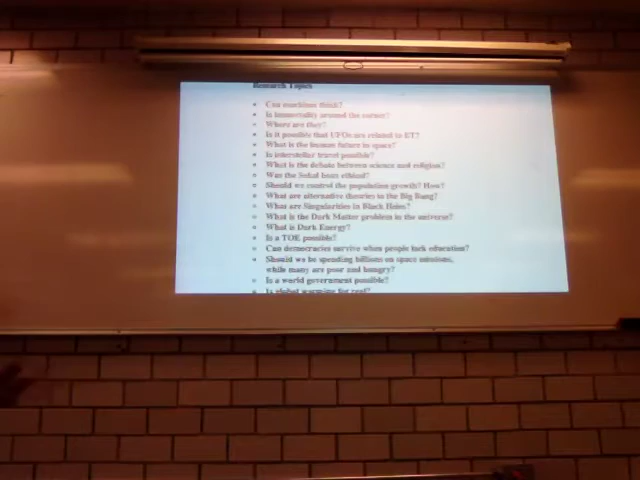 Research Topics
• Can machines think?
• Is immortality around the corner?
• Where are they?
• Is it possible that UFOs are related to ET?
• What is the human future in space?
• Is interstellar travel possible?
• What is the debate between science and religion?
• Was the Sokal hoax ethical?
• Should we control the population growth? How?
• What are alternative theories to the Big Bang?
• What are Singularities in Black Holes?
• What is the Dark Matter problem in the universe?
• What is Dark Energy?
• Is a TOE possible?
• Can democracies survive when people lack education?
• Should we be spending billions on space missions,
while many are poor and hungry?
• Is a world government possible?
• Is global warming for real?